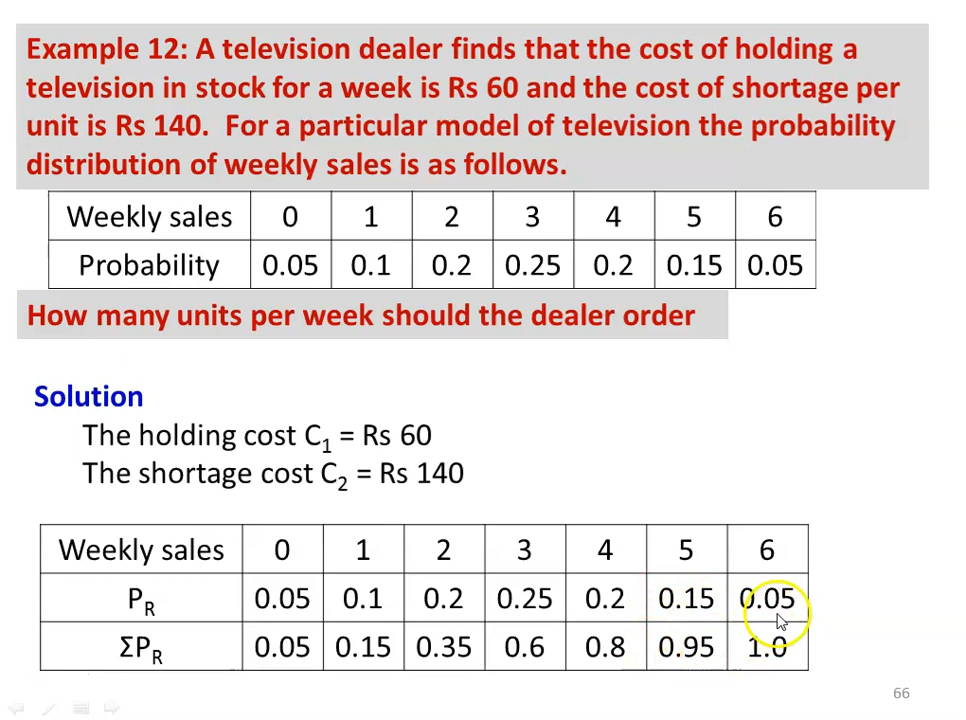 Example 12: A television dealer finds that the cost of holding a
television in stock for a week is Rs 60 and the cost of shortage per
unit is Rs 140. For a particular model of television the probability
distribution of weekly sales is as follows.
Weekly sales 0 1 2 3 4 5 6
Probability 0.05 0.1 0.2 0.25 0.2 0.15 0.05
How many units per week should the dealer order
Solution
The holding cost C₁ = Rs 60
The shortage cost C₂ = Rs 140
Weekly sales 0 1 2 3 4 5 6
P_R 0.05 0.1 0.2 0.25 0.2 0.15 0.05
ΣP_R 0.05 0.15 0.35 0.6 0.8 0.95 1.0
66